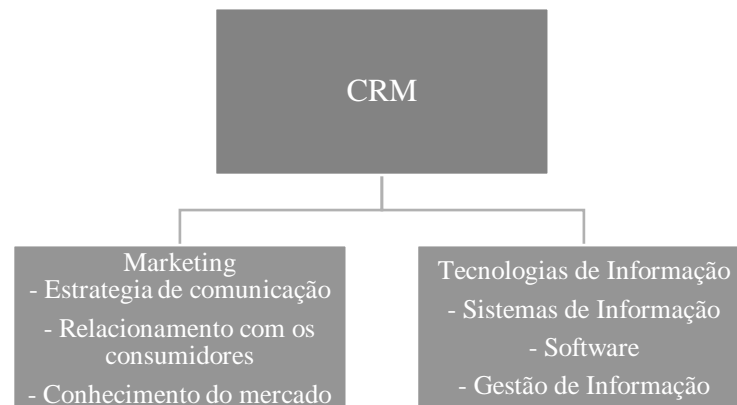 CRM
Marketing
- Estrategia de comunicação
- Relacionamento com os
consumidores
- Conhecimento do mercado
Tecnologias de Informação
- Sistemas de Informação
- Software
- Gestão de Informação